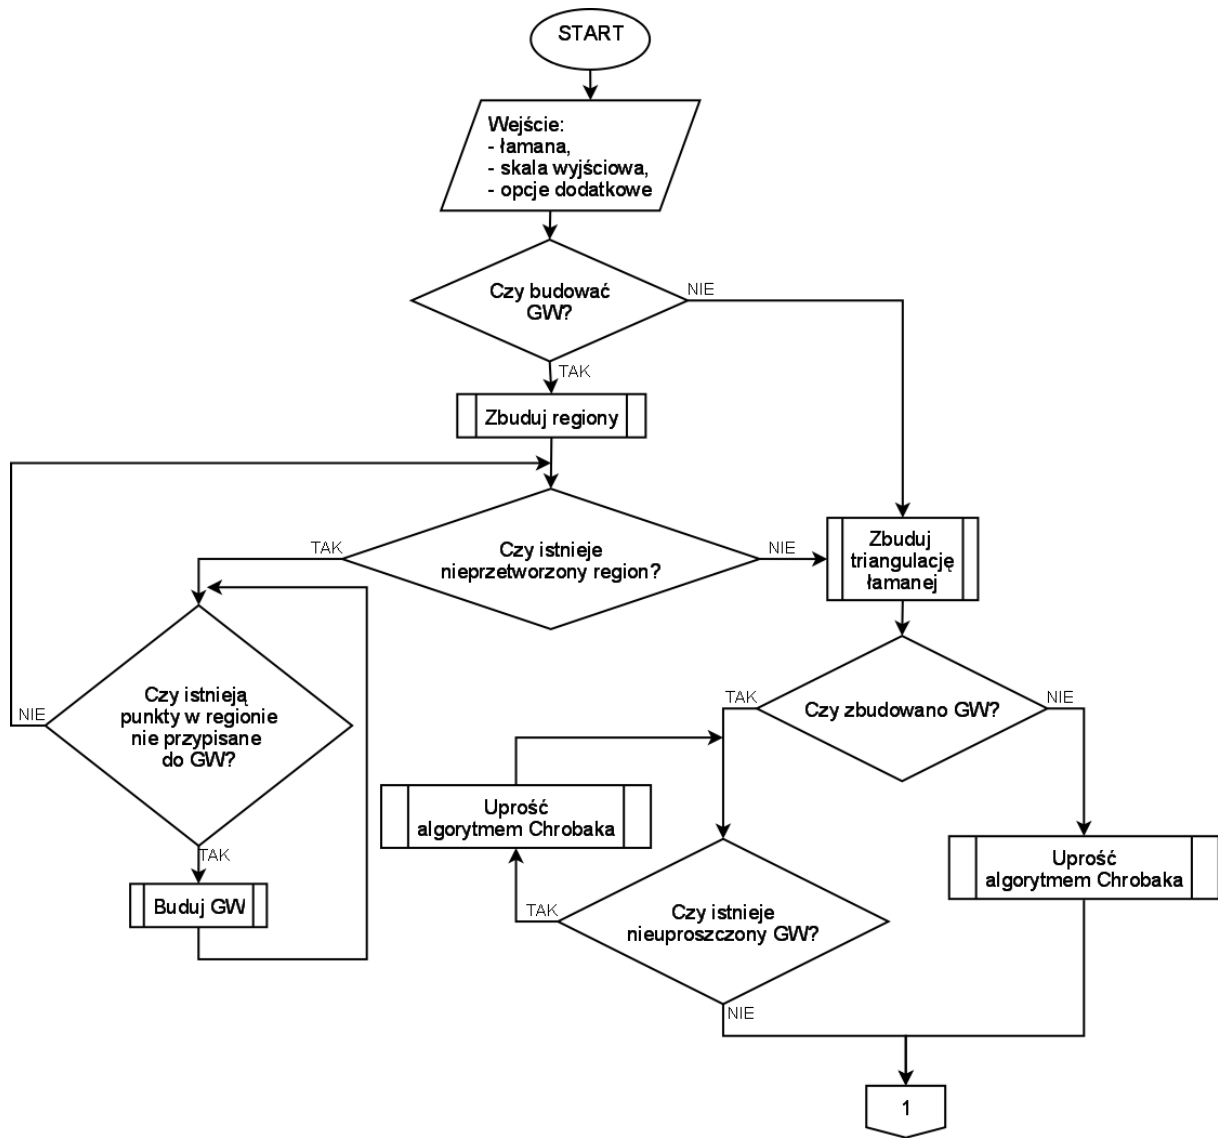 START
Wejście:
- łamana,
- skala wyjściowa,
- opcje dodatkowe
Czy budować
GW?
NIE
TAK
Zbuduj regiony
Czy istnieje
nieprzetworzony region?
TAK
NIE
Zbuduj
triangulację
łamanej
Czy istnieją
punkty w regionie
nie przypisane
do GW?
NIE
TAK
Buduj GW
Czy zbudowano GW?
TAK
NIE
Uprość
algorytmem Chrobaka
Uprość
algorytmem Chrobaka
Czy istnieje
nieuproszczony GW?
TAK
NIE
1